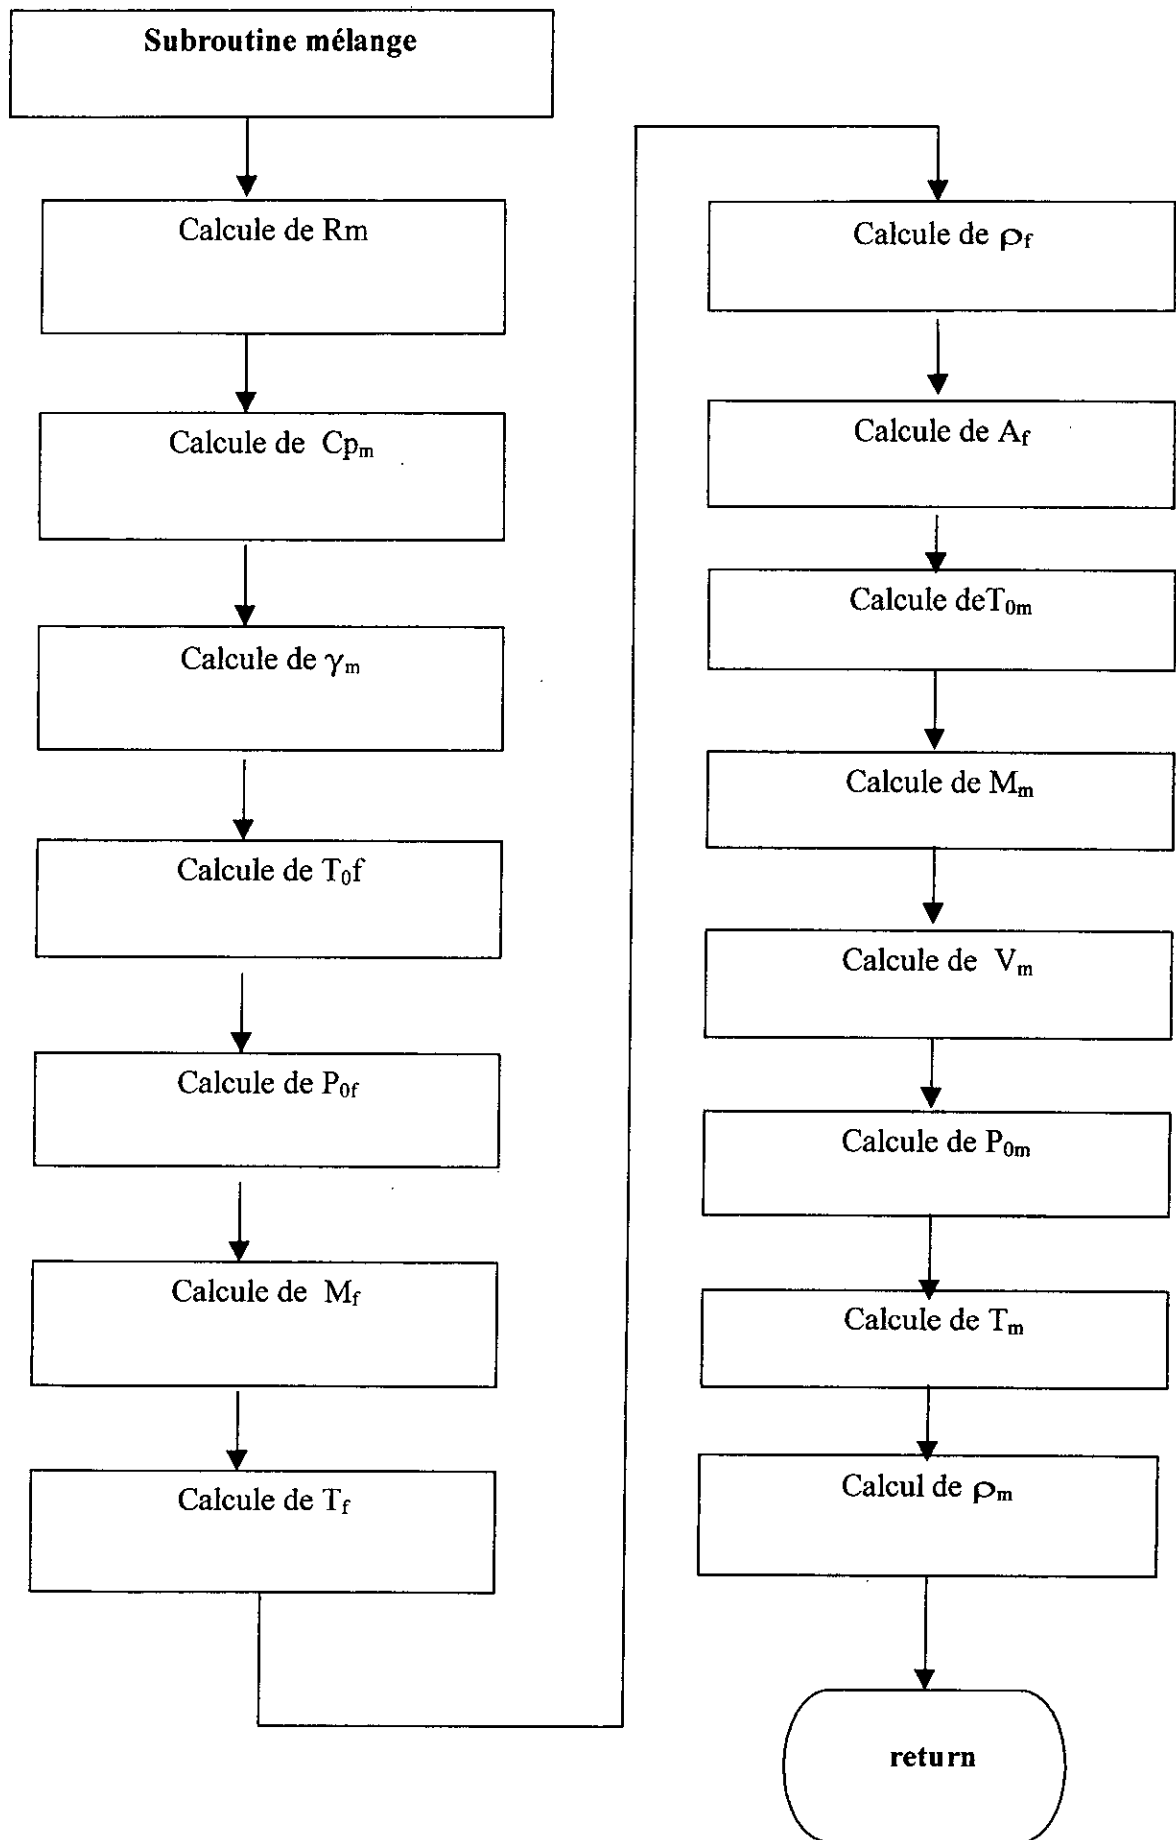 Subroutine mélange
Calcule de Rm
Calcule de Cpₘ
Calcule de γₘ
Calcule de T₀f
Calcule de P₀f
Calcule de Mf
Calcule de Tf
Calcule de ρf
Calcule de Af
Calcule deT₀ₘ
Calcule de Mₘ
Calcule de Vₘ
Calcule de P₀ₘ
Calcule de Tₘ
Calcul de ρₘ
return